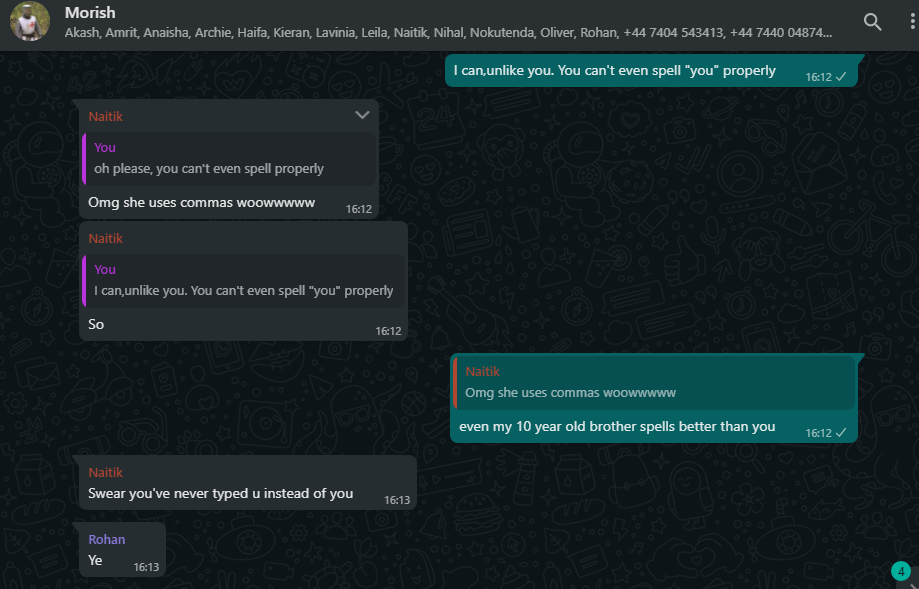 Morish
Akash, Amrit, Anaisha, Archie, Haifa, Kieran, Lavinia, Leila, Naitik, Nihal, Nokutenda, Oliver, Rohan, +44 7404 543413, +44 7440 04874...
I can,unlike you. You can't even spell "you" properly
16:12
Naitik
You
oh please, you can't even spell properly
Omg she uses commas woowwwww
16:12
Naitik
You
I can,unlike you. You can't even spell "you" properly
So
16:12
Naitik
Omg she uses commas woowwwww
even my 10 year old brother spells better than you
16:12
Naitik
Swear you've never typed u instead of you
16:13
Rohan
Ye
16:13
4